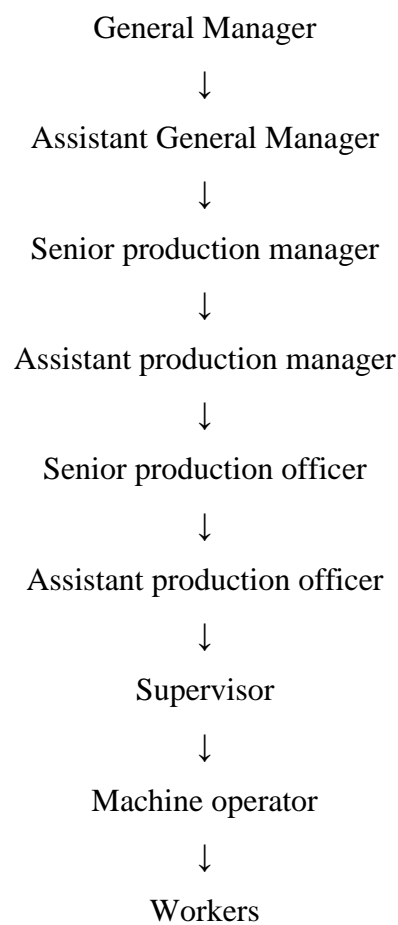 General Manager
↓
Assistant General Manager
↓
Senior production manager
↓
Assistant production manager
↓
Senior production officer
↓
Assistant production officer
↓
Supervisor
↓
Machine operator
↓
Workers